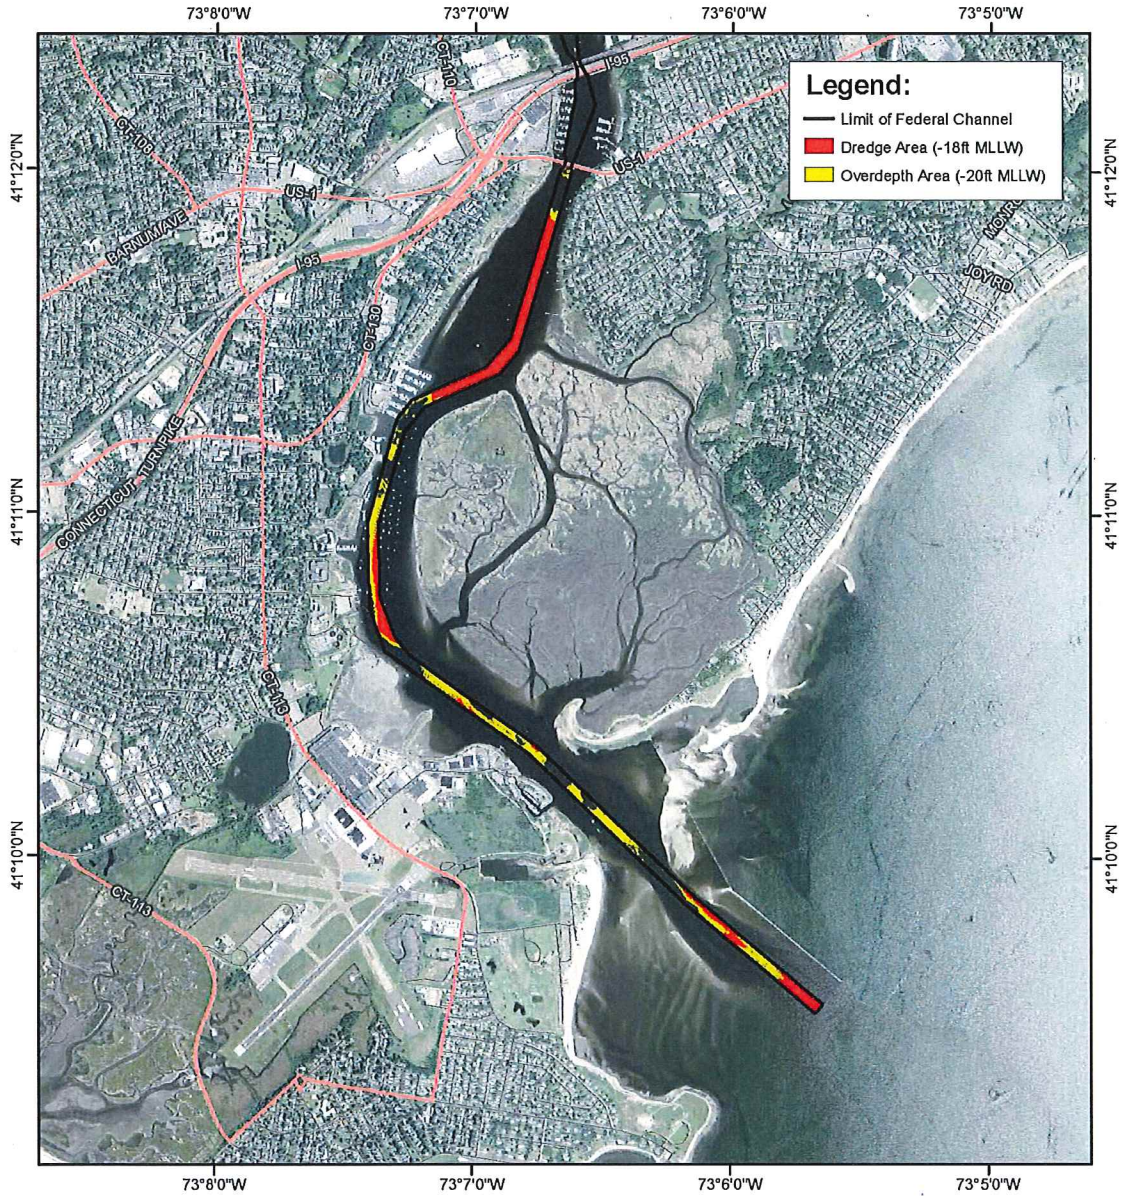 73°8'0"W
73°7'0"W
73°6'0"W
73°5'0"W
CT-110
I-95
Legend:
Limit of Federal Channel
Dredge Area (-18ft MLLW)
Overdepth Area (-20ft MLLW)
CT-108
41°12'0"N
41°12'0"N
US-1
US-1
BARNUM AVE
MONRO
I-95
JOY RD
CT-130
CONNECTICUT TURNPIKE
41°11'0"N
41°11'0"N
CT-113
41°10'0"N
41°10'0"N
CT-113
73°8'0"W
73°7'0"W
73°6'0"W
73°5'0"W